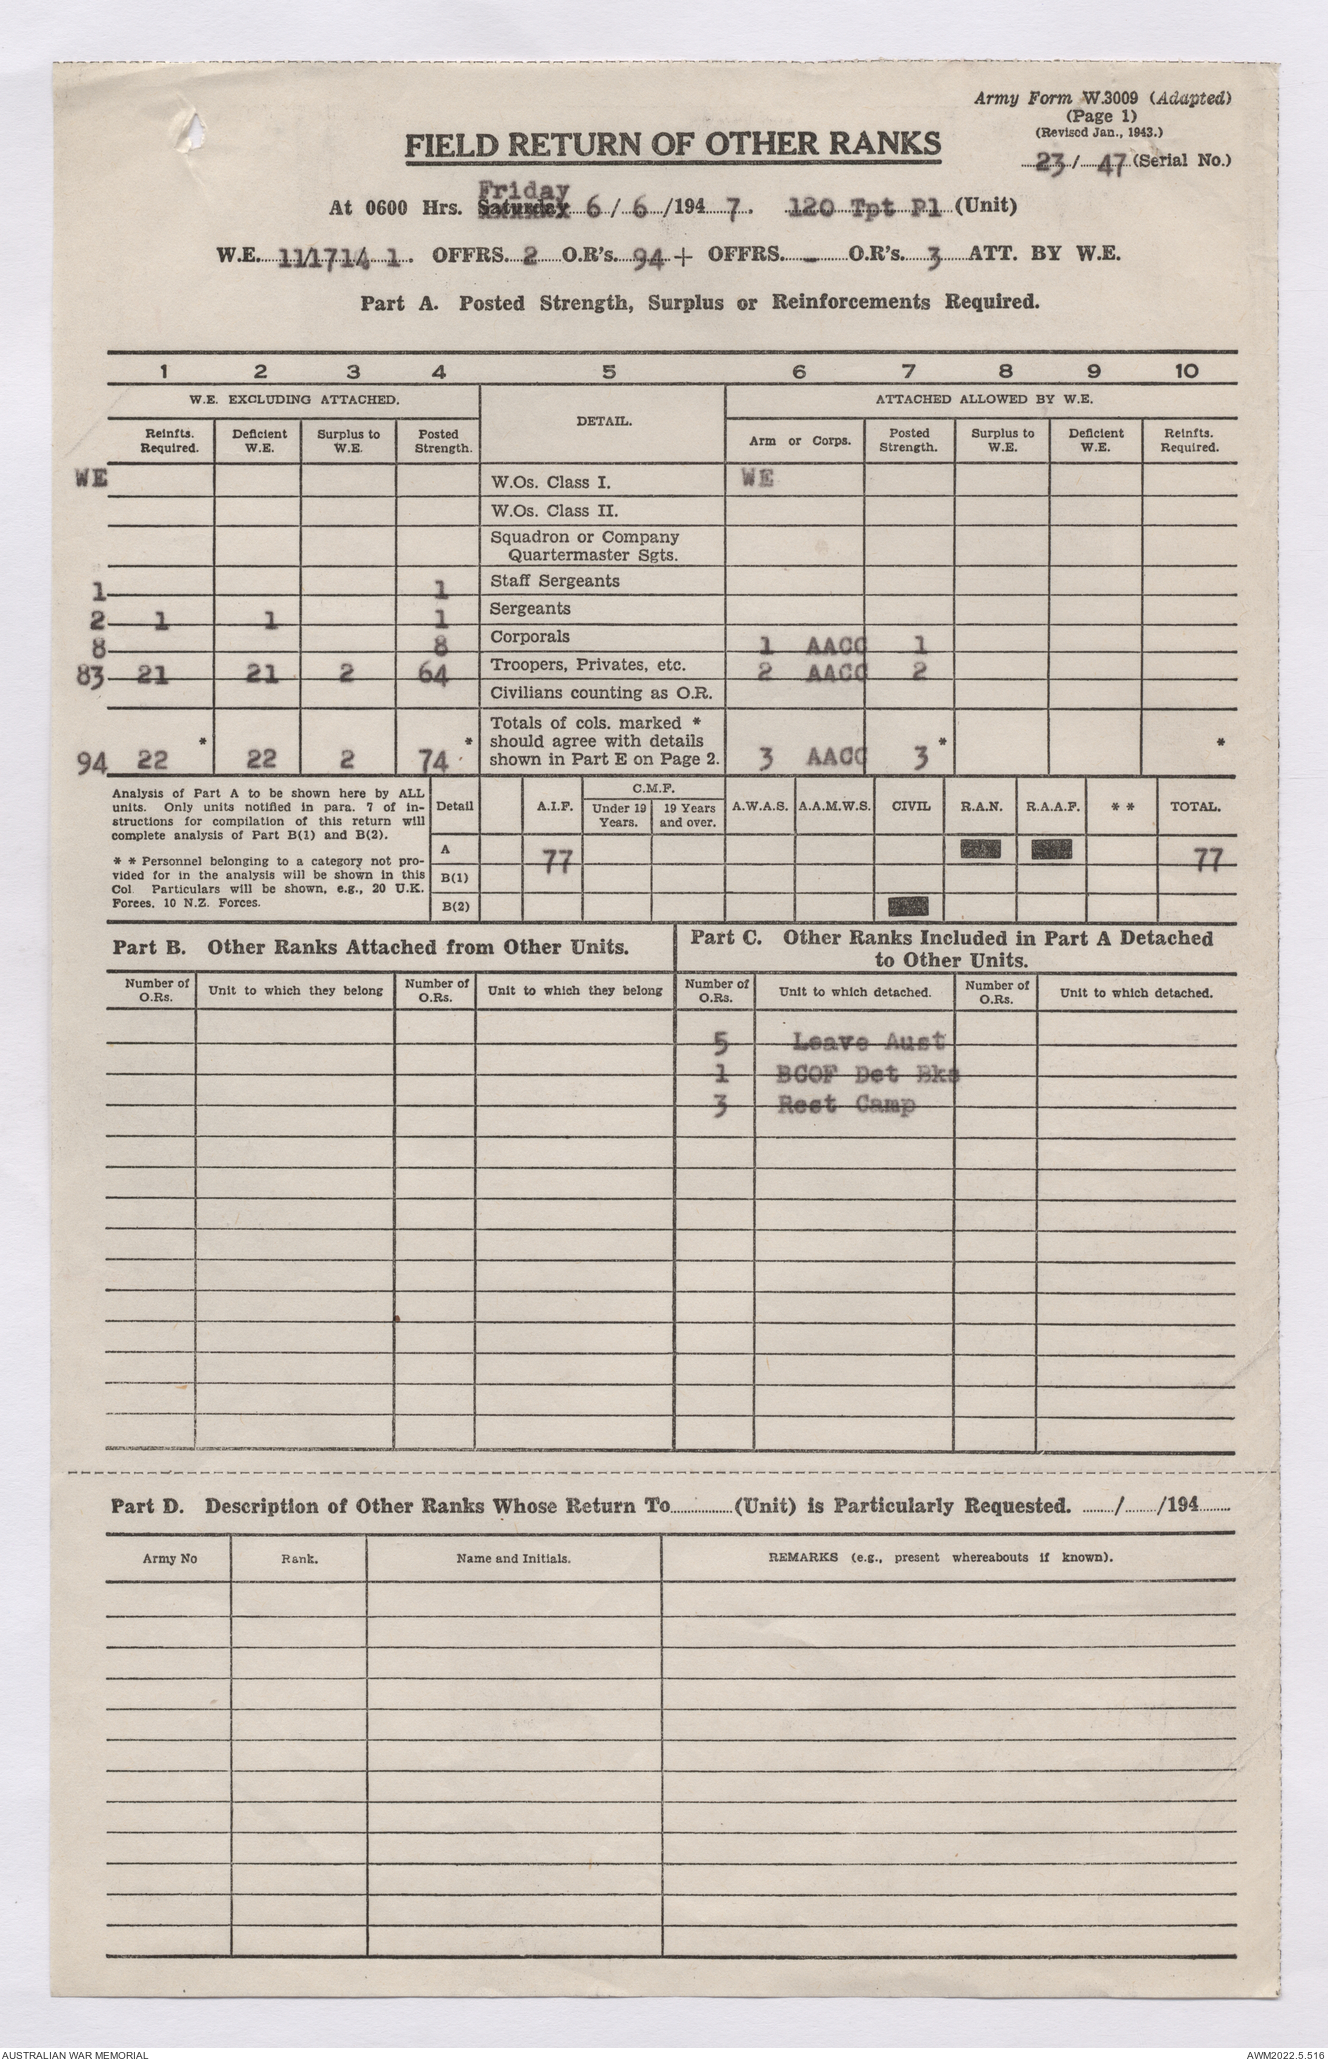 Army Form W.3009 (Adapted)
(Page 1)
(Revised Jan., 1943.)
23 / 47 (Serial No.)
FIELD RETURN OF OTHER RANKS
Friday
At 0600 Hrs. Saturday 6 / 6 /194 7. 120 Tpt Pl (Unit)
W.E. 11/1714 1. OFFRS. 2 O.R's. 94 + OFFRS. - O.R's. 3 ATT. BY W.E.
Part A. Posted Strength, Surplus or Reinforcements Required.
1 2 3 4 5 6 7 8 9 10
W.E. EXCLUDING ATTACHED. DETAIL. ATTACHED ALLOWED BY W.E.
Reinfts. Required. Deficient W.E. Surplus to W.E. Posted Strength. Arm or Corps. Posted Strength. Surplus to W.E. Deficient W.E. Reinfts. Required.
WE W.Os. Class I. WE
W.Os. Class II.
Squadron or Company
Quartermaster Sgts.
1 1 Staff Sergeants
2 1 1 1 Sergeants
8 8 Corporals 1 AACC 1
83 21 21 2 64 Troopers, Privates, etc. 2 AACC 2
Civilians counting as O.R.
Totals of cols. marked *
* * should agree with details * *
94 22 22 2 74 shown in Part E on Page 2. 3 AACC 3
Analysis of Part A to be shown here by ALL
units. Only units notified in para. 7 of in-
structions for compilation of this return will
complete analysis of Part B(1) and B(2).
* * Personnel belonging to a category not pro-
vided for in the analysis will be shown in this
Col. Particulars will be shown, e.g., 20 U.K.
Forces, 10 N.Z. Forces.
Detail A.I.F. C.M.F. Under 19 Years. 19 Years and over. A.W.A.S. A.A.M.W.S. CIVIL R.A.N. R.A.A.F. * * TOTAL.
A 77 77
B(1)
B(2)
Part B. Other Ranks Attached from Other Units.
Number of O.Rs. Unit to which they belong Number of O.Rs. Unit to which they belong
Part C. Other Ranks Included in Part A Detached
to Other Units.
Number of O.Rs. Unit to which detached. Number of O.Rs. Unit to which detached.
5 Leave Aust
1 BCOF Det Bks
3 Rest Camp
Part D. Description of Other Ranks Whose Return To............(Unit) is Particularly Requested. ......./......./194.......
Army No Rank. Name and Initials. REMARKS (e.g., present whereabouts if known).
AUSTRALIAN WAR MEMORIAL AWM2022.5.516